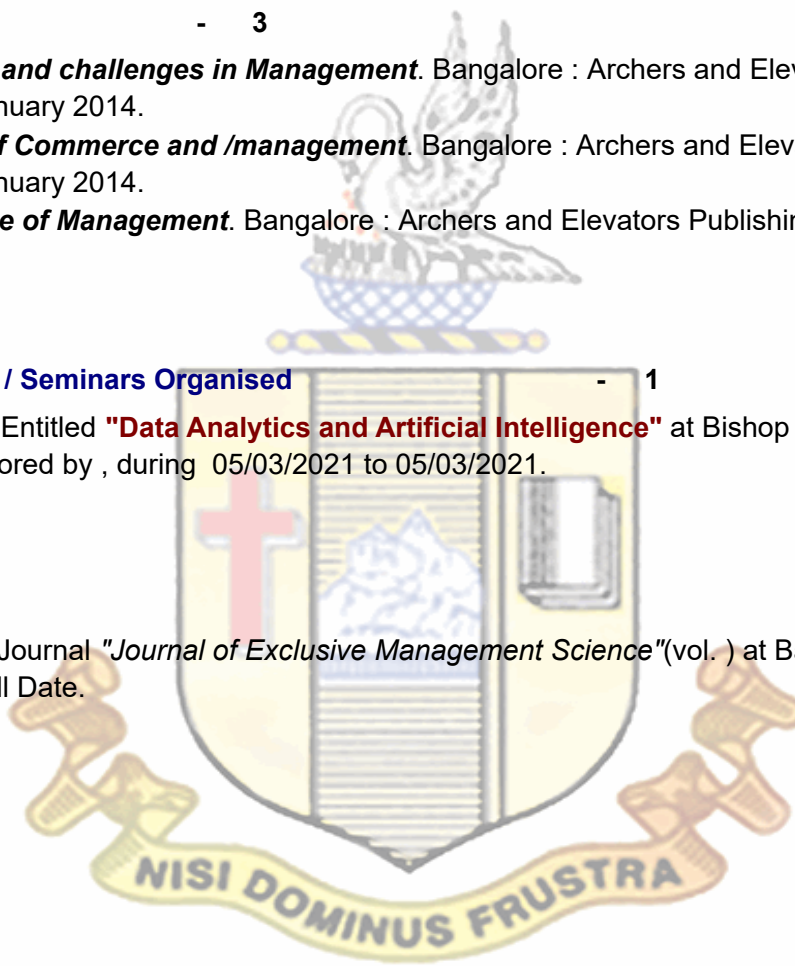 - 3
and challenges in Management. Bangalore : Archers and Elev
nuary 2014.
of Commerce and /management. Bangalore : Archers and Elev
nuary 2014.
e of Management. Bangalore : Archers and Elevators Publishin
/ Seminars Organised - 1
Entitled "Data Analytics and Artificial Intelligence" at Bishop
ored by , during 05/03/2021 to 05/03/2021.
Journal "Journal of Exclusive Management Science"(vol. ) at Ba
ll Date.
NISI DOMINUS FRUSTRA